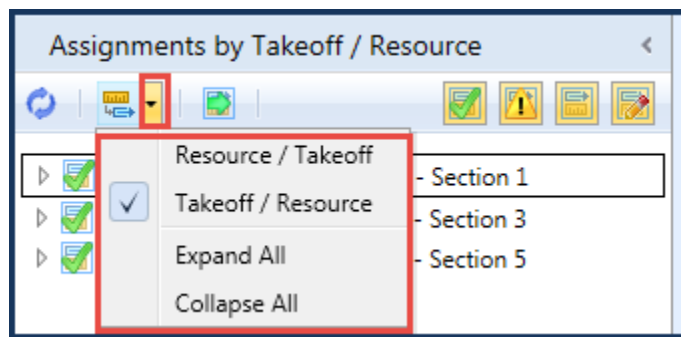 Assignments by Takeoff / Resource
Resource / Takeoff
- Section 1
Takeoff / Resource
- Section 3
Expand All
- Section 5
Collapse All